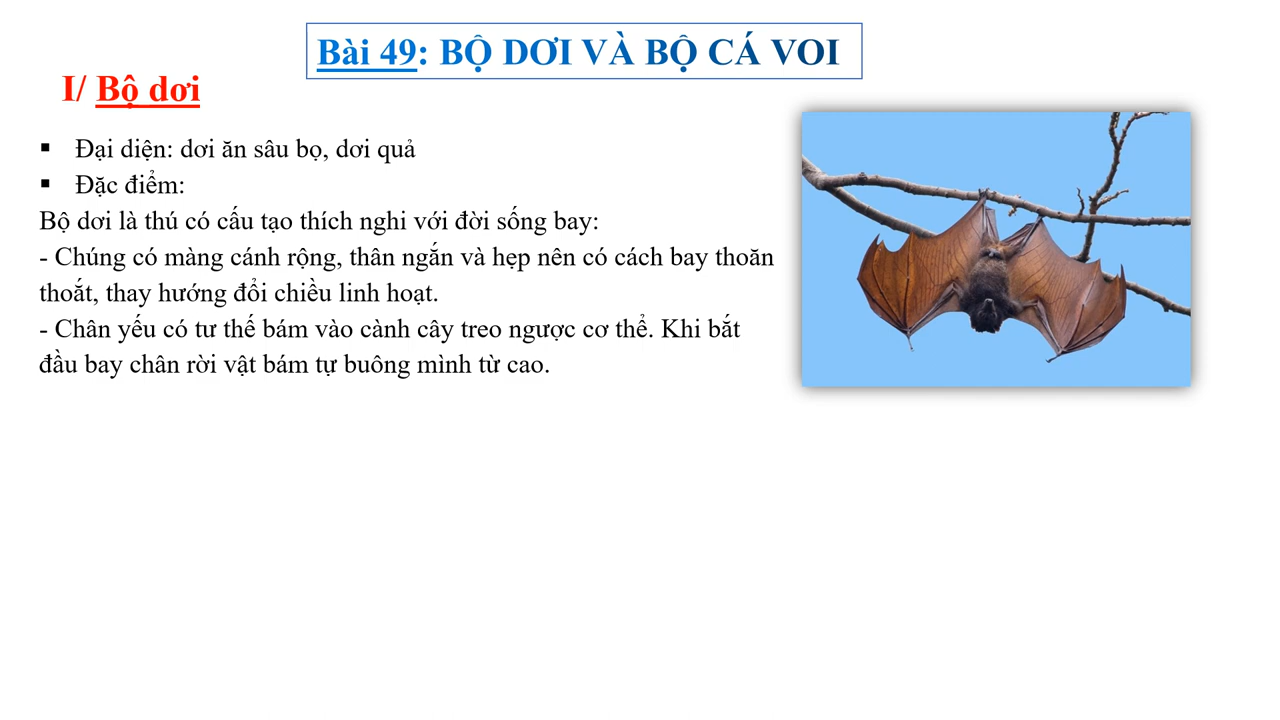 Bài 49: BỘ DƠI VÀ BỘ CÁ VOI
I/ Bộ dơi
▪ Đại diện: dơi ăn sâu bọ, dơi quả
▪ Đặc điểm:
Bộ dơi là thú có cấu tạo thích nghi với đời sống bay:
- Chúng có màng cánh rộng, thân ngắn và hẹp nên có cách bay thoăn
thoắt, thay hướng đổi chiều linh hoạt.
- Chân yếu có tư thế bám vào cành cây treo ngược cơ thể. Khi bắt
đầu bay chân rời vật bám tự buông mình từ cao.